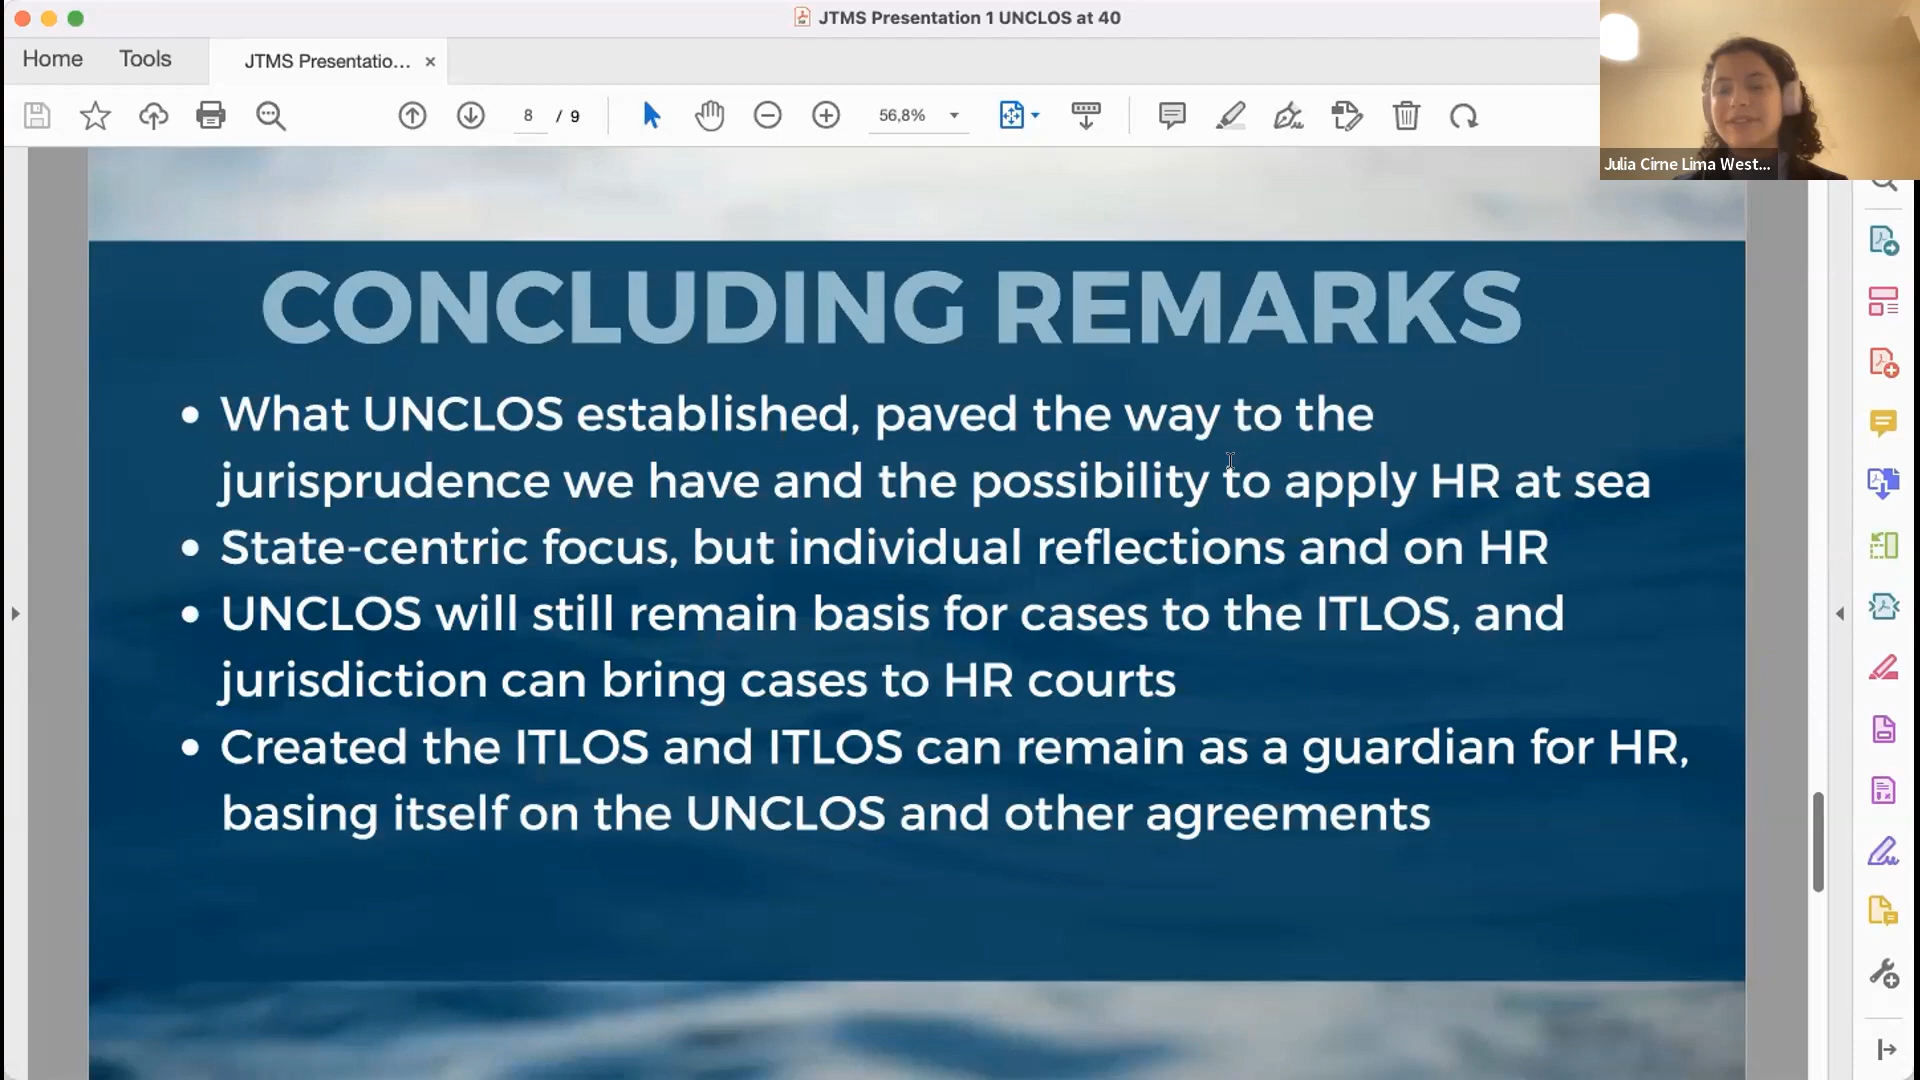 JTMS Presentation 1 UNCLOS at 40
Home Tools JTMS Presentatio... ×
8 / 9 56,8%
Julia Cirne Lima West...
CONCLUDING REMARKS
• What UNCLOS established, paved the way to the
jurisprudence we have and the possibility to apply HR at sea
• State-centric focus, but individual reflections and on HR
• UNCLOS will still remain basis for cases to the ITLOS, and
jurisdiction can bring cases to HR courts
• Created the ITLOS and ITLOS can remain as a guardian for HR,
basing itself on the UNCLOS and other agreements